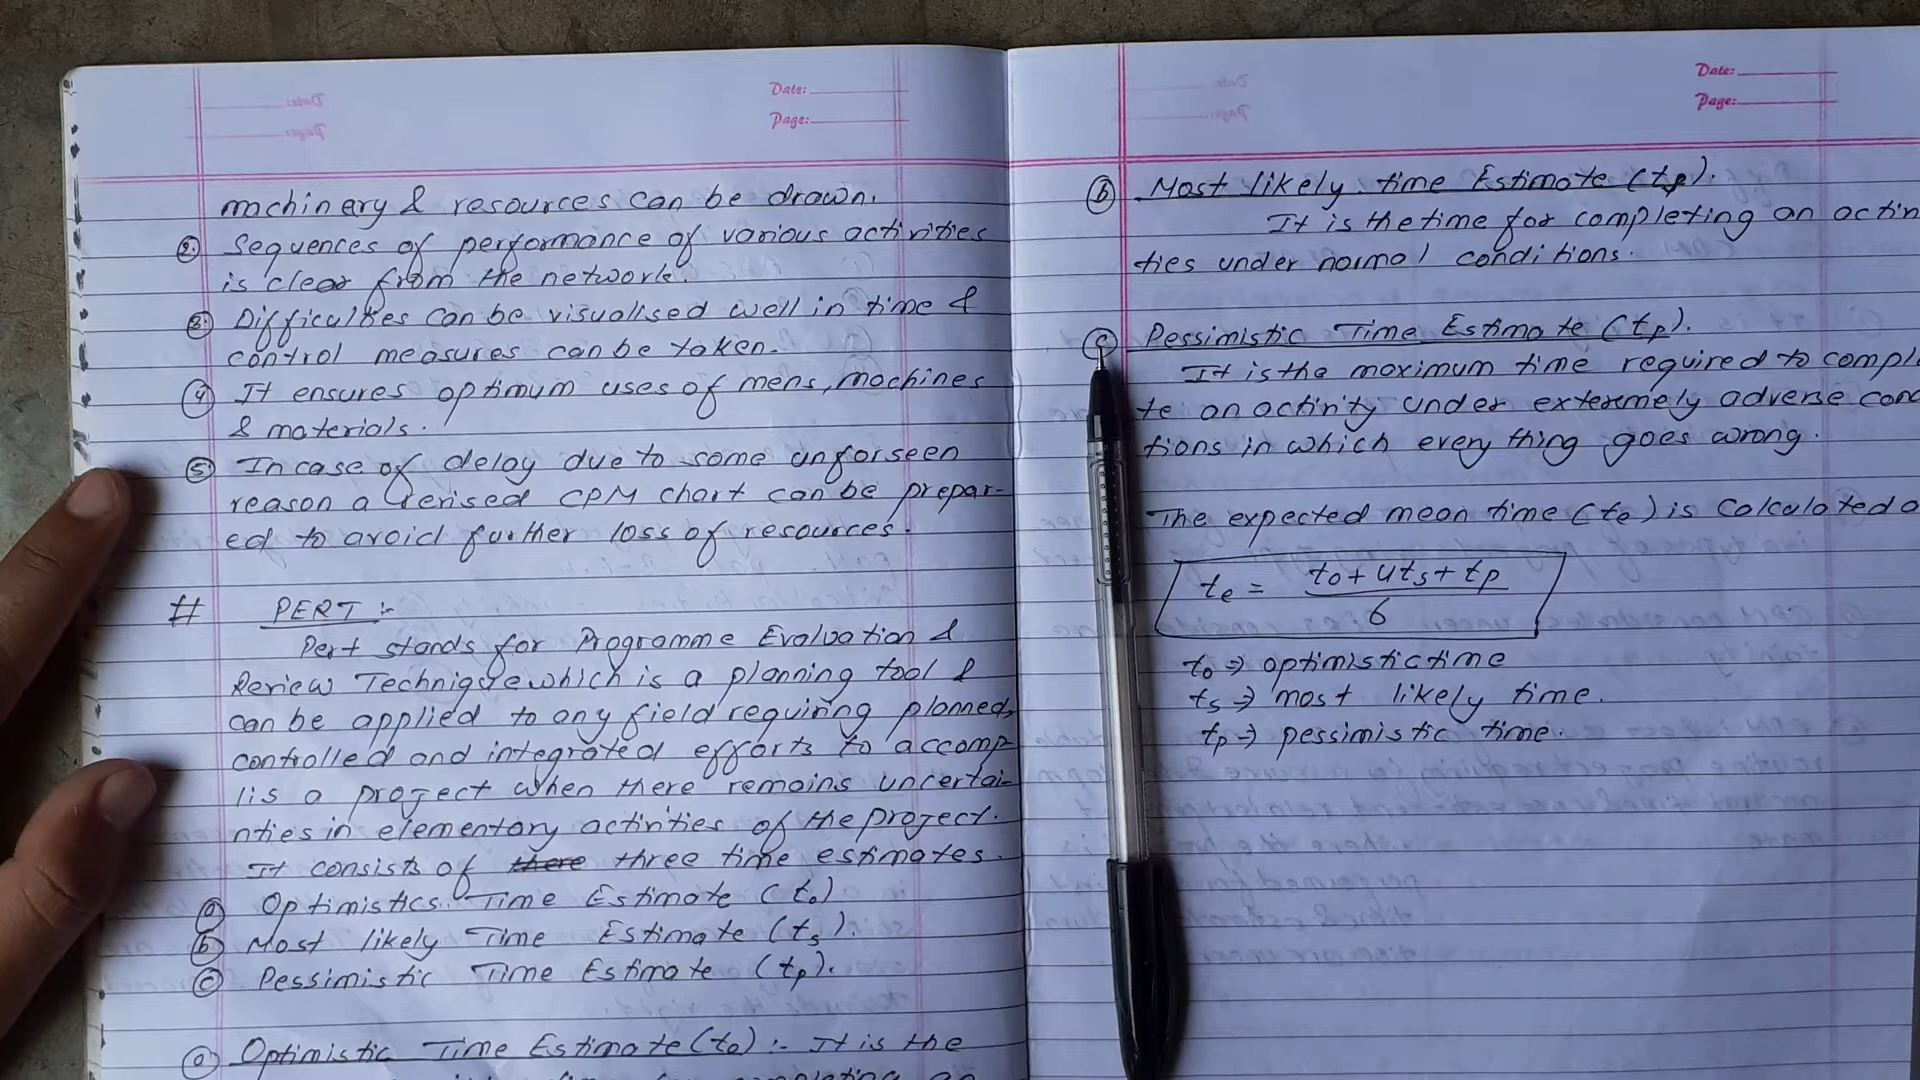 Date:
Page:
machinery & resources can be drawn.
② Sequences of performance of various activities
is clear from the network.
③ Difficulties can be visualised well in time &
control measures can be taken.
④ It ensures optimum uses of mens, machines
& materials.
⑤ In case of delay due to some unforseen
reason a revised CPM chart can be prepar-
ed to avoid further loss of resources.
# PERT :-
Pert stands for Programme Evaluation &
Review Technique which is a planning tool &
can be applied to any field requiring planned,
controlled and integrated efforts to accomp-
lis a project when there remains uncertai-
nties in elementary activities of the project.
It consists of there three time estimates.
ⓐ Optimistics Time Estimate (to)
ⓑ Most likely Time Estimate (ts).
ⓒ Pessimistic Time Estimate (tp).
ⓐ Optimistic Time Estimate (to) :- It is the
Date:
Page:
ⓑ Most likely time Estimate (tp).
It is the time for completing an activi
ties under normal conditions.
ⓒ Pessimistic Time Estimate (tp).
It is the maximum time required to comple
te an activity under exteremely adverse cond
tions in which every thing goes wrong.
The expected mean time (te) is calculated a
te = to + 4ts + tp
6
to ⇒ optimistic time
ts ⇒ most likely time.
tp ⇒ pessimistic time.